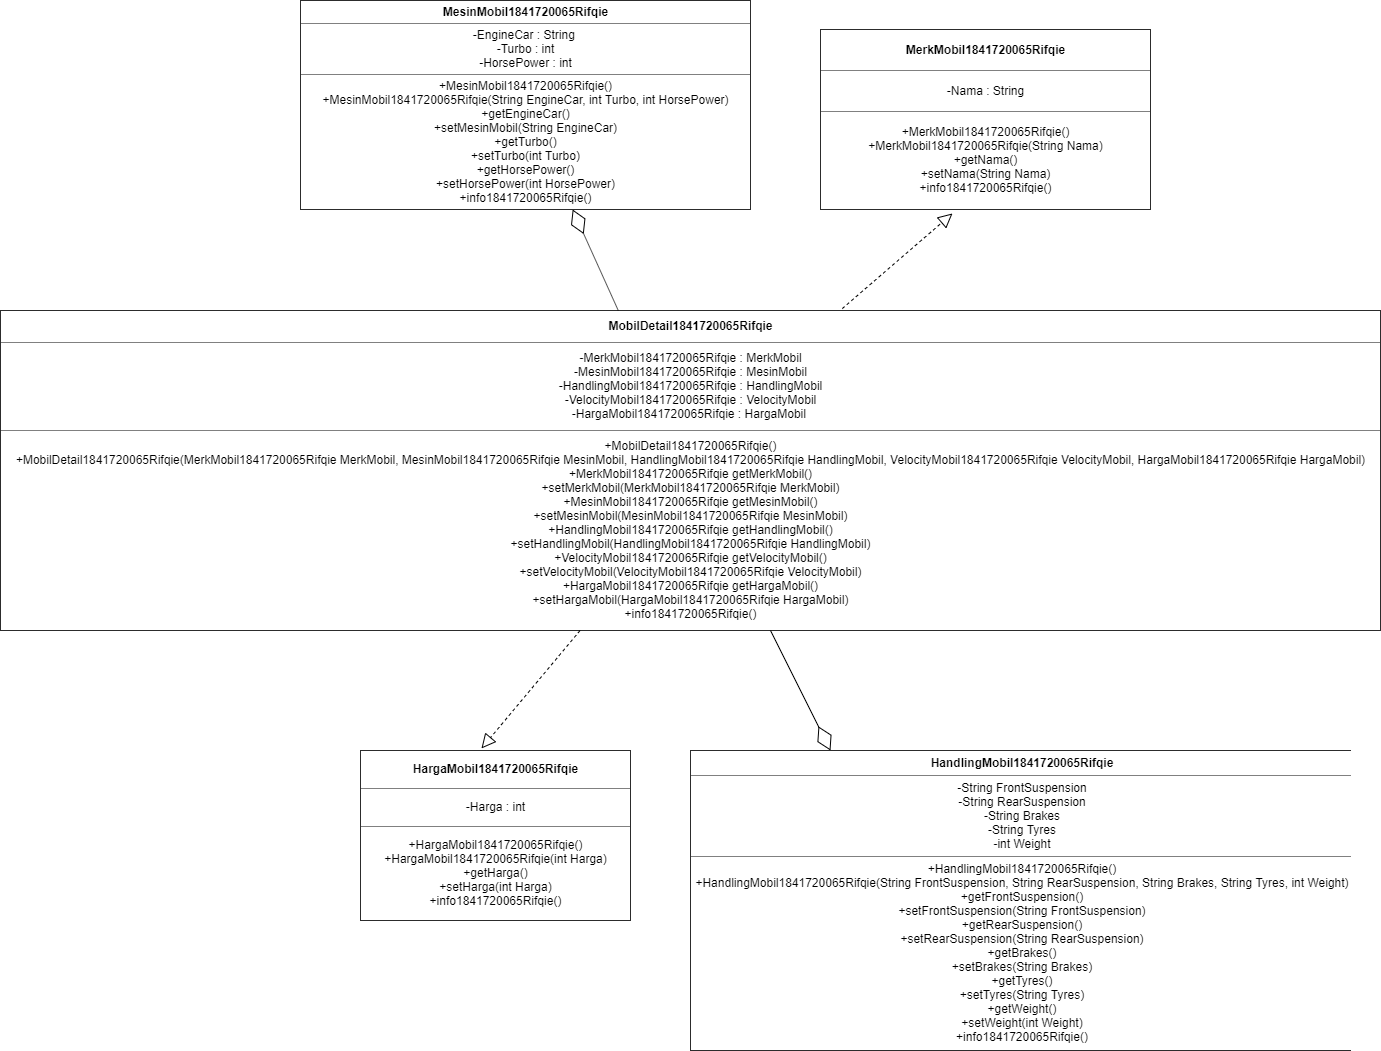 MesinMobil1841720065Rifqie
-EngineCar : String
-Turbo : int
-HorsePower : int
+MesinMobil1841720065Rifqie()
+MesinMobil1841720065Rifqie(String EngineCar, int Turbo, int HorsePower)
+getEngineCar()
+setMesinMobil(String EngineCar)
+getTurbo()
+setTurbo(int Turbo)
+getHorsePower()
+setHorsePower(int HorsePower)
+info1841720065Rifqie()
MerkMobil1841720065Rifqie
-Nama : String
+MerkMobil1841720065Rifqie()
+MerkMobil1841720065Rifqie(String Nama)
+getNama()
+setNama(String Nama)
+info1841720065Rifqie()
MobilDetail1841720065Rifqie
-MerkMobil1841720065Rifqie : MerkMobil
-MesinMobil1841720065Rifqie : MesinMobil
-HandlingMobil1841720065Rifqie : HandlingMobil
-VelocityMobil1841720065Rifqie : VelocityMobil
-HargaMobil1841720065Rifqie : HargaMobil
+MobilDetail1841720065Rifqie()
+MobilDetail1841720065Rifqie(MerkMobil1841720065Rifqie MerkMobil, MesinMobil1841720065Rifqie MesinMobil, HandlingMobil1841720065Rifqie HandlingMobil, VelocityMobil1841720065Rifqie VelocityMobil, HargaMobil1841720065Rifqie HargaMobil)
+MerkMobil1841720065Rifqie getMerkMobil()
+setMerkMobil(MerkMobil1841720065Rifqie MerkMobil)
+MesinMobil1841720065Rifqie getMesinMobil()
+setMesinMobil(MesinMobil1841720065Rifqie MesinMobil)
+HandlingMobil1841720065Rifqie getHandlingMobil()
+setHandlingMobil(HandlingMobil1841720065Rifqie HandlingMobil)
+VelocityMobil1841720065Rifqie getVelocityMobil()
+setVelocityMobil(VelocityMobil1841720065Rifqie VelocityMobil)
+HargaMobil1841720065Rifqie getHargaMobil()
+setHargaMobil(HargaMobil1841720065Rifqie HargaMobil)
+info1841720065Rifqie()
HargaMobil1841720065Rifqie
-Harga : int
+HargaMobil1841720065Rifqie()
+HargaMobil1841720065Rifqie(int Harga)
+getHarga()
+setHarga(int Harga)
+info1841720065Rifqie()
HandlingMobil1841720065Rifqie
-String FrontSuspension
-String RearSuspension
-String Brakes
-String Tyres
-int Weight
+HandlingMobil1841720065Rifqie()
+HandlingMobil1841720065Rifqie(String FrontSuspension, String RearSuspension, String Brakes, String Tyres, int Weight)
+getFrontSuspension()
+setFrontSuspension(String FrontSuspension)
+getRearSuspension()
+setRearSuspension(String RearSuspension)
+getBrakes()
+setBrakes(String Brakes)
+getTyres()
+setTyres(String Tyres)
+getWeight()
+setWeight(int Weight)
+info1841720065Rifqie()